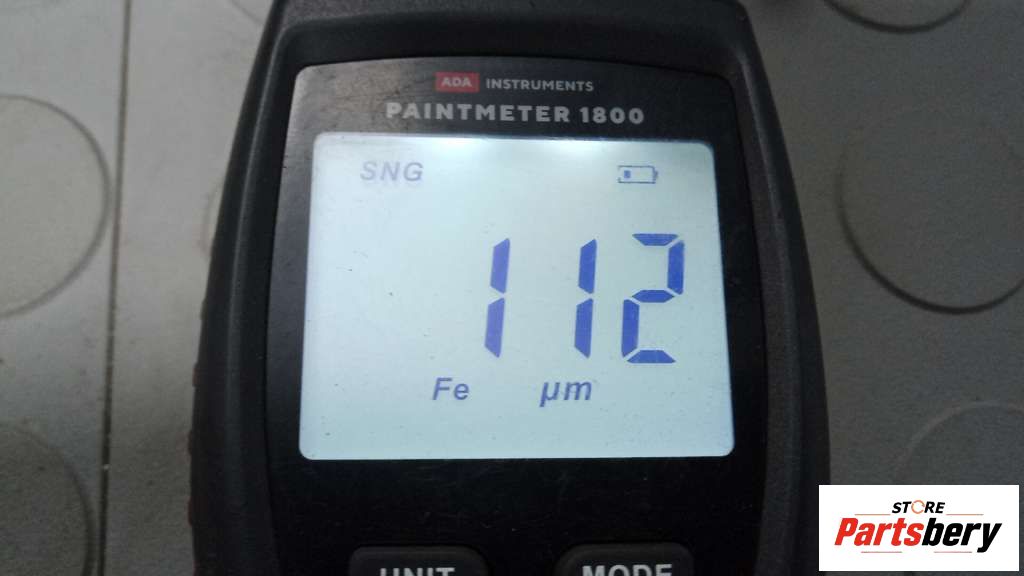 ADA INSTRUMENTS
PAINTMETER 1800
SNG
112
Fe µm
UNIT MODE
STORE
Partsbery